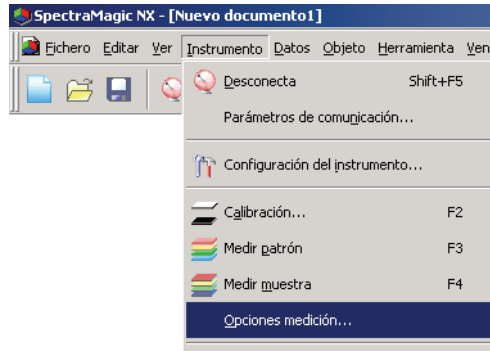 SpectraMagic NX - [Nuevo documento1]
Fichero Editar Ver Instrumento Datos Objeto Herramienta Ven
Desconecta Shift+F5
Parámetros de comunicación...
Configuración del instrumento...
Calibración... F2
Medir patrón F3
Medir muestra F4
Opciones medición...